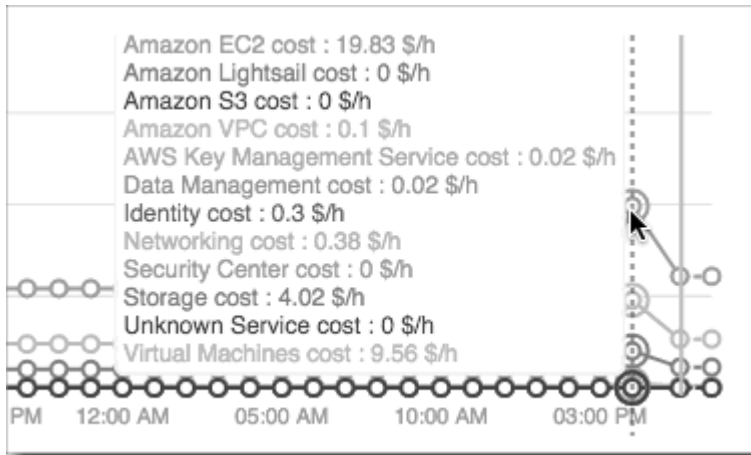 Amazon EC2 cost : 19.83 $/h
Amazon Lightsail cost : 0 $/h
Amazon S3 cost : 0 $/h
Amazon VPC cost : 0.1 $/h
AWS Key Management Service cost : 0.02 $/h
Data Management cost : 0.02 $/h
Identity cost : 0.3 $/h
Networking cost : 0.38 $/h
Security Center cost : 0 $/h
Storage cost : 4.02 $/h
Unknown Service cost : 0 $/h
Virtual Machines cost : 9.56 $/h
PM 12:00 AM 05:00 AM 10:00 AM 03:00 PM